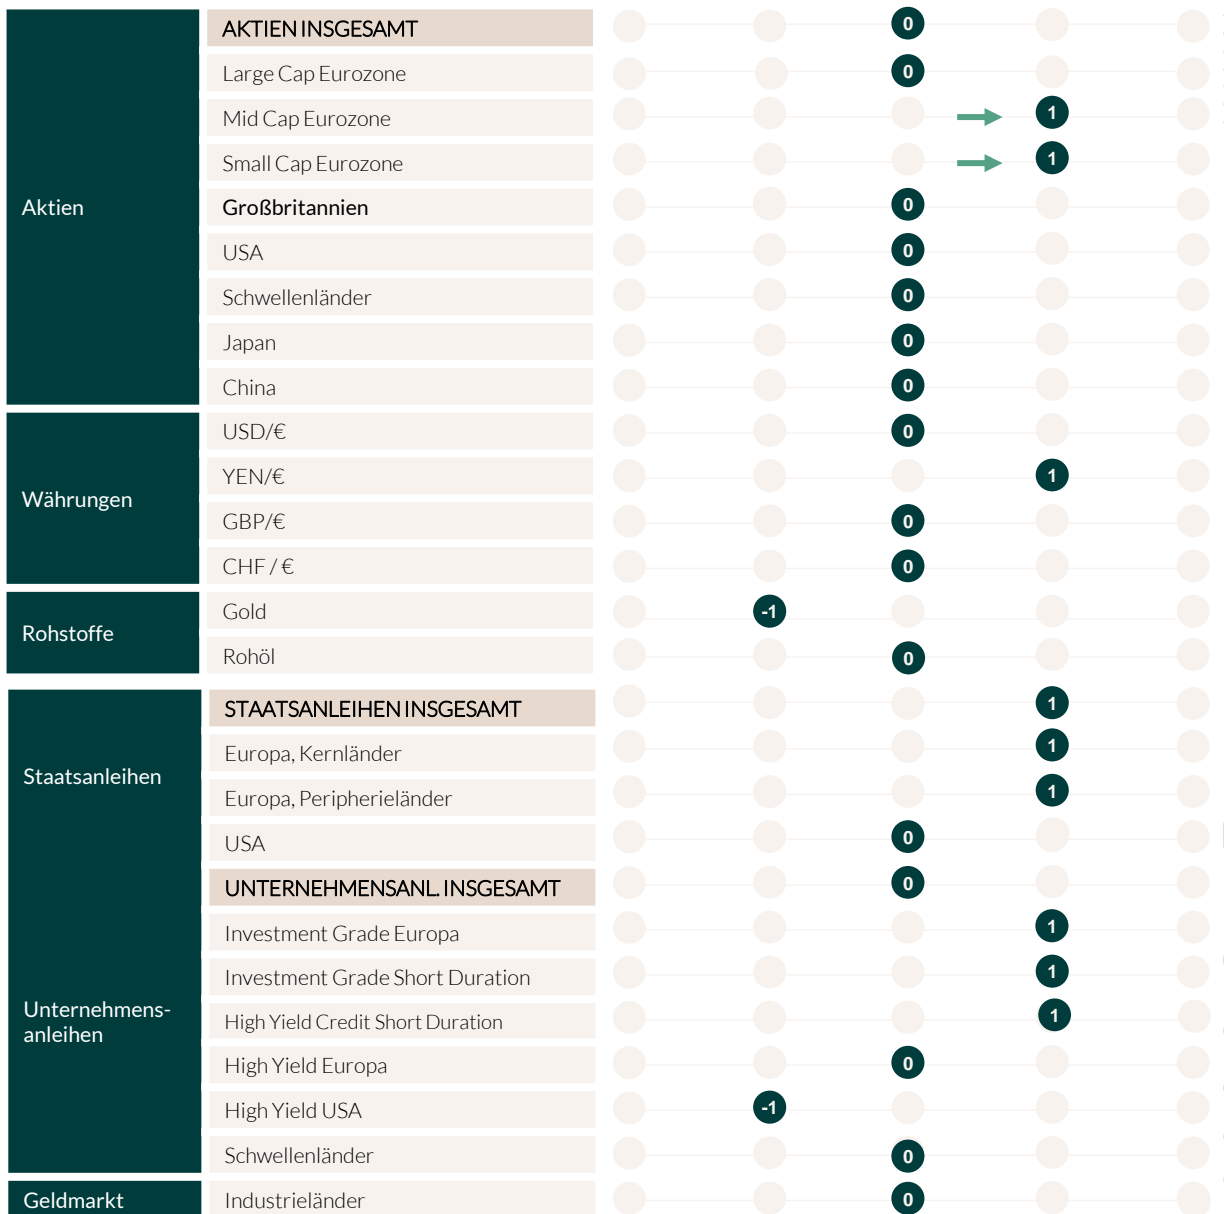 AKTIEN INSGESAMT 0
Large Cap Eurozone 0
Mid Cap Eurozone 1
Small Cap Eurozone 1
Aktien
Großbritannien 0
USA 0
Schwellenländer 0
Japan 0
China 0
USD/€ 0
YEN/€ 1
Währungen
GBP/€ 0
CHF / € 0
Gold -1
Rohstoffe
Rohöl 0
STAATSANLEIHEN INSGESAMT 1
Europa, Kernländer 1
Staatsanleihen
Europa, Peripherieländer 1
USA 0
UNTERNEHMENSANL. INSGESAMT 0
Investment Grade Europa 1
Investment Grade Short Duration 1
Unternehmens-
anleihen
High Yield Credit Short Duration 1
High Yield Europa 0
High Yield USA -1
Schwellenländer 0
Geldmarkt Industrieländer 0